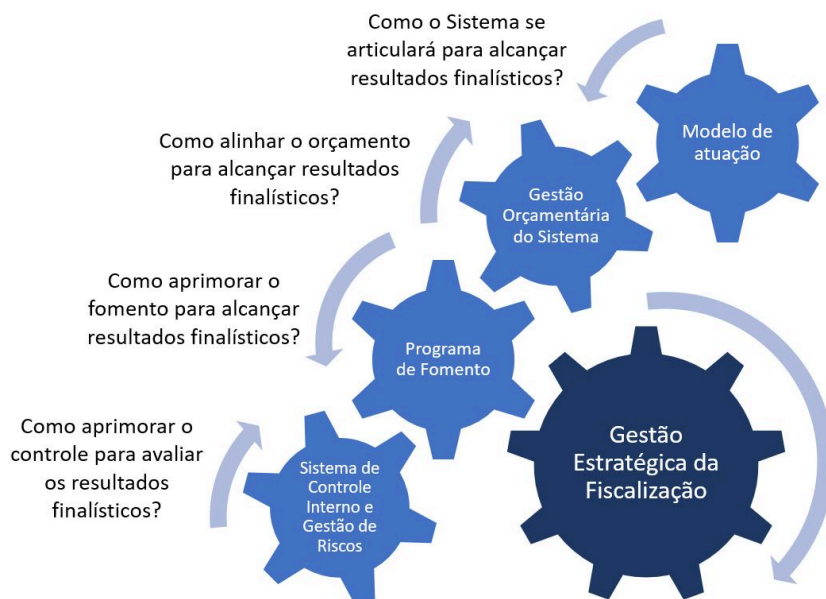 Como o Sistema se
articulará para alcançar
resultados finalísticos?
Modelo de
atuação
Como alinhar o orçamento
para alcançar resultados
finalísticos?
Gestão
Orçamentária
do Sistema
Como aprimorar o
fomento para alcançar
resultados finalísticos?
Programa
de Fomento
Como aprimorar o
controle para avaliar
os resultados
finalísticos?
Sistema de
Controle
Interno e
Gestão de
Riscos
Gestão
Estratégica da
Fiscalização